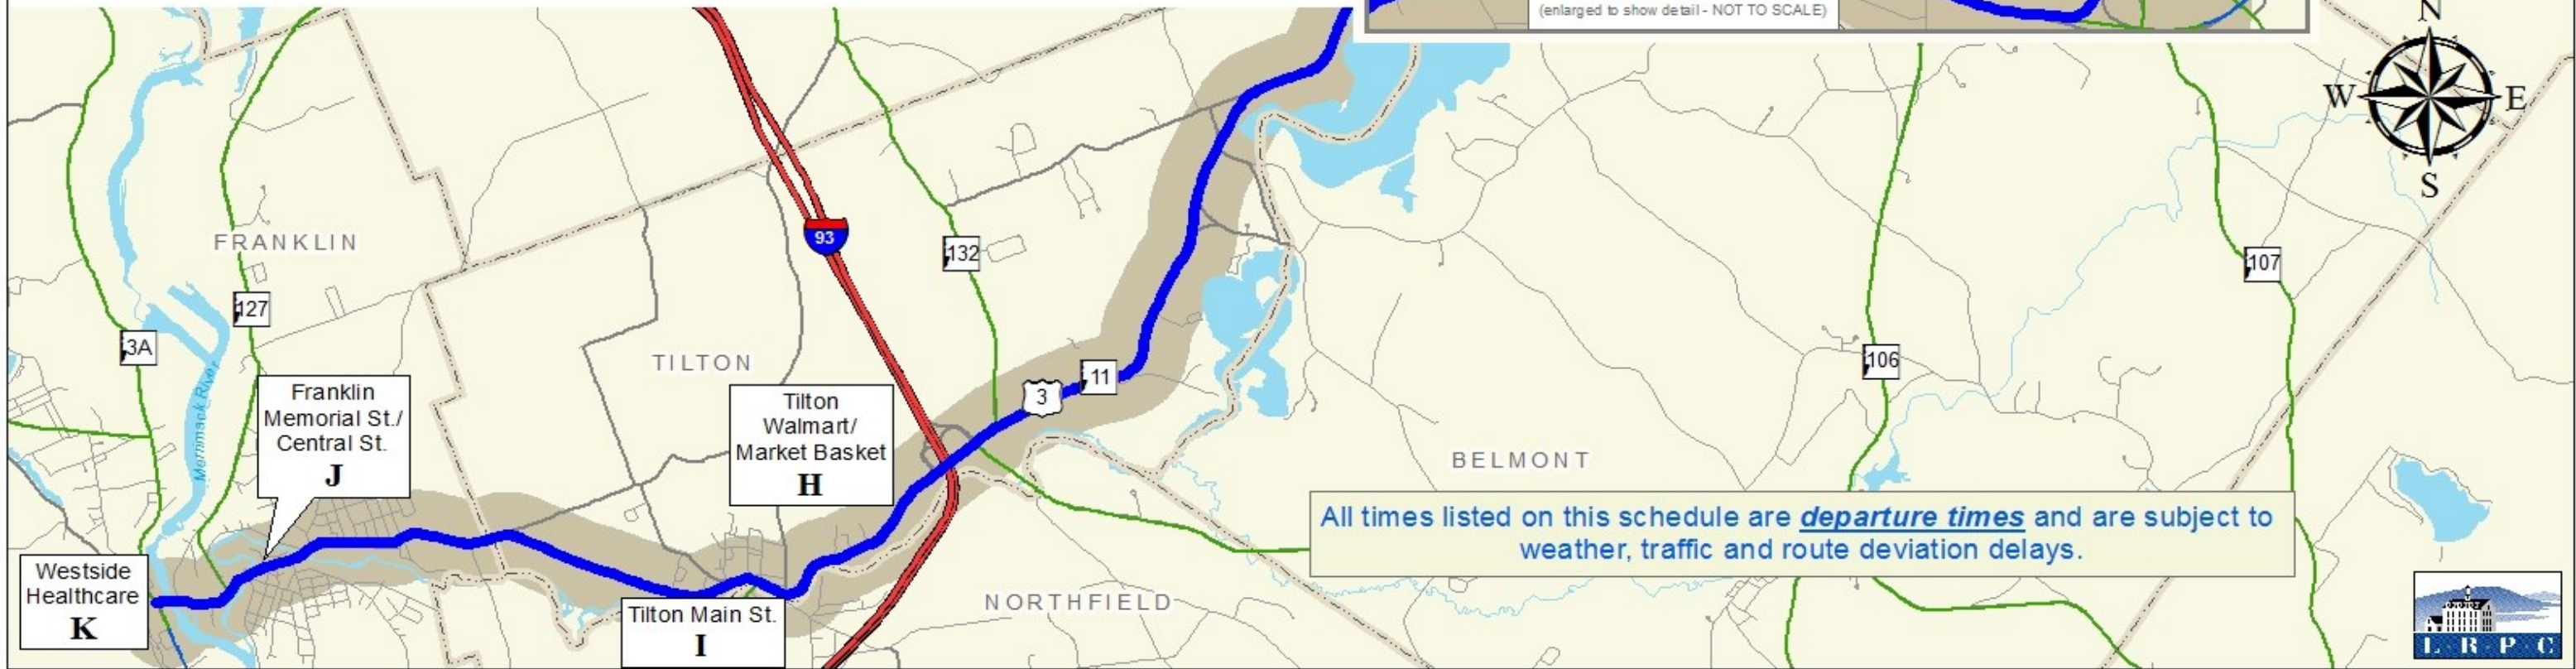 (enlarged to show detail - NOT TO SCALE)
N
W
E
S
93
132
FRANKLIN
107
127
3A
TILTON
106
11
3
Merrimack River
Franklin
Memorial St./
Central St.
J
Tilton
Walmart/
Market Basket
H
BELMONT
All times listed on this schedule are departure times and are subject to
weather, traffic and route deviation delays.
Westside
Healthcare
K
Tilton Main St.
I
NORTHFIELD
L R P C